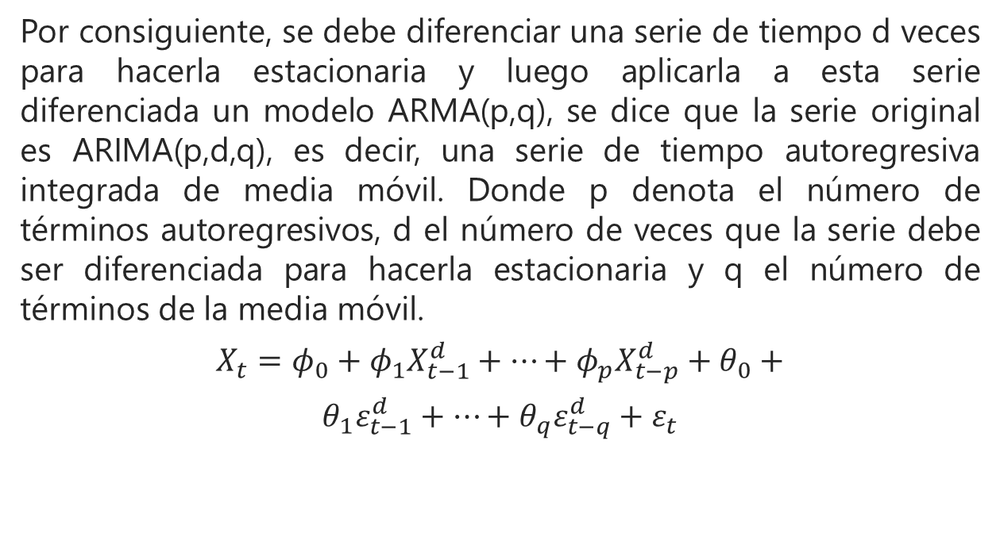 Por consiguiente, se debe diferenciar una serie de tiempo d veces
para hacerla estacionaria y luego aplicarla a esta serie
diferenciada un modelo ARMA(p,q), se dice que la serie original
es ARIMA(p,d,q), es decir, una serie de tiempo autoregresiva
integrada de media móvil. Donde p denota el número de
términos autoregresivos, d el número de veces que la serie debe
ser diferenciada para hacerla estacionaria y q el número de
términos de la media móvil.
$X_t = \phi_0 + \phi_1 X_{t-1}^d + \cdots + \phi_p X_{t-p}^d + \theta_0 +$
$\theta_1 \varepsilon_{t-1}^d + \cdots + \theta_q \varepsilon_{t-q}^d + \varepsilon_t$